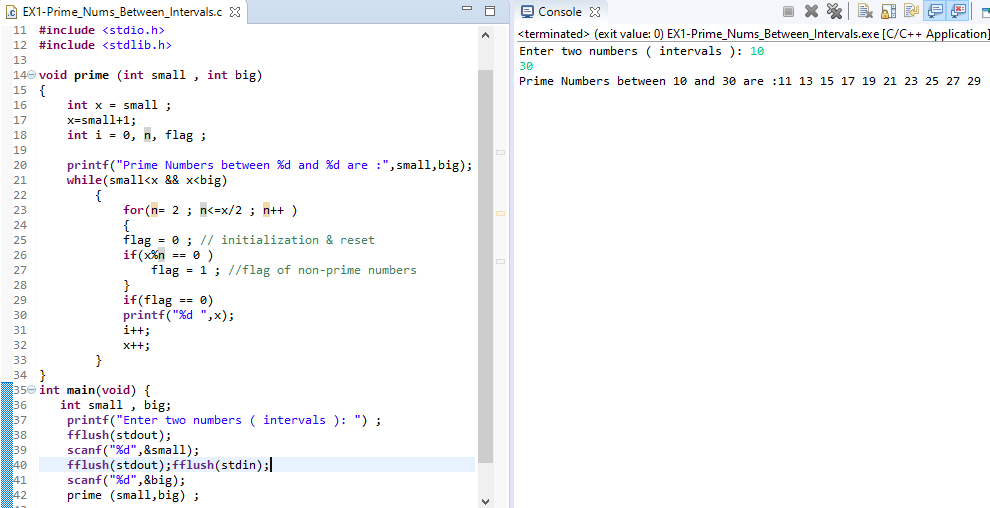 EX1-Prime_Nums_Between_Intervals.c
11 #include <stdio.h>
12 #include <stdlib.h>
13
14 void prime (int small , int big)
15 {
16     int x = small ;
17     x=small+1;
18     int i = 0, n, flag ;
19
20     printf("Prime Numbers between %d and %d are :",small,big);
21     while(small<x && x<big)
22         {
23             for(n= 2 ; n<=x/2 ; n++ )
24             {
25             flag = 0 ; // initialization & reset
26             if(x%n == 0 )
27                 flag = 1 ; //flag of non-prime numbers
28             }
29             if(flag == 0)
30             printf("%d ",x);
31             i++;
32             x++;
33         }
34 }
35 int main(void) {
36    int small , big;
37     printf("Enter two numbers ( intervals ): ") ;
38     fflush(stdout);
39     scanf("%d",&small);
40     fflush(stdout);fflush(stdin);
41     scanf("%d",&big);
42     prime (small,big) ;
Console
<terminated> (exit value: 0) EX1-Prime_Nums_Between_Intervals.exe [C/C++ Application]
Enter two numbers ( intervals ): 10
30
Prime Numbers between 10 and 30 are :11 13 15 17 19 21 23 25 27 29